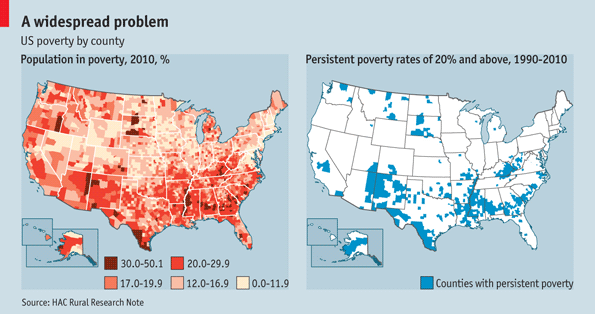 A widespread problem
US poverty by county
Population in poverty, 2010, %
Persistent poverty rates of 20% and above, 1990-2010
30.0-50.1
20.0-29.9
17.0-19.9
12.0-16.9
0.0-11.9
Counties with persistent poverty
Source: HAC Rural Research Note